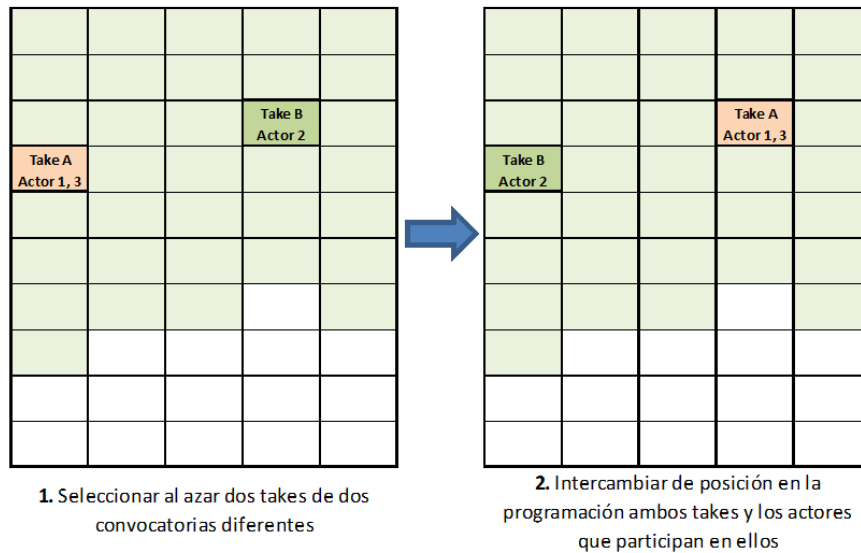 Take B
Actor 2
Take A
Actor 1, 3
Take A
Actor 1, 3
Take B
Actor 2
1. Seleccionar al azar dos takes de dos
convocatorias diferentes
2. Intercambiar de posición en la
programación ambos takes y los actores
que participan en ellos